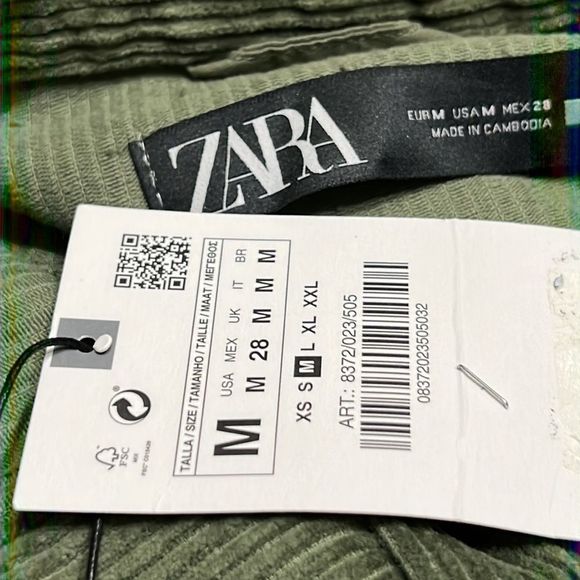 ZARA
EUR M USA M MEX 28
MADE IN CAMBODIA
TALLA / SIZE / TAMANHO / TAILLE / MAAT / ΜΕΓΕΘΟΣ
M
USA MEX UK IT BR
M 28 M M M
XS S M L XL XXL
ART.: 8372/023/505
08372023505032
®
FSC
MIX